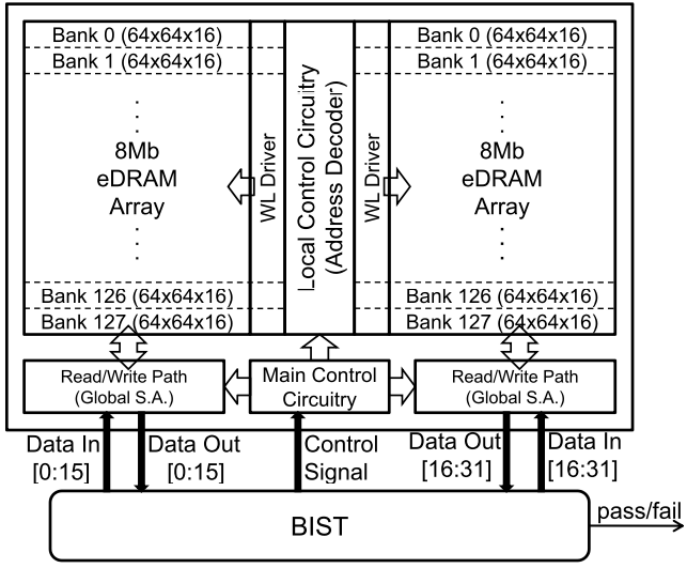 Bank 0 (64x64x16)
Bank 1 (64x64x16)
8Mb
eDRAM
Array
Bank 126 (64x64x16)
Bank 127 (64x64x16)
WL Driver
Local Control Circuitry
(Address Decoder)
WL Driver
Bank 0 (64x64x16)
Bank 1 (64x64x16)
8Mb
eDRAM
Array
Bank 126 (64x64x16)
Bank 127 (64x64x16)
Read/Write Path
(Global S.A.)
Main Control
Circuitry
Read/Write Path
(Global S.A.)
Data In
[0:15]
Data Out
[0:15]
Control
Signal
Data Out
[16:31]
Data In
[16:31]
BIST
pass/fail